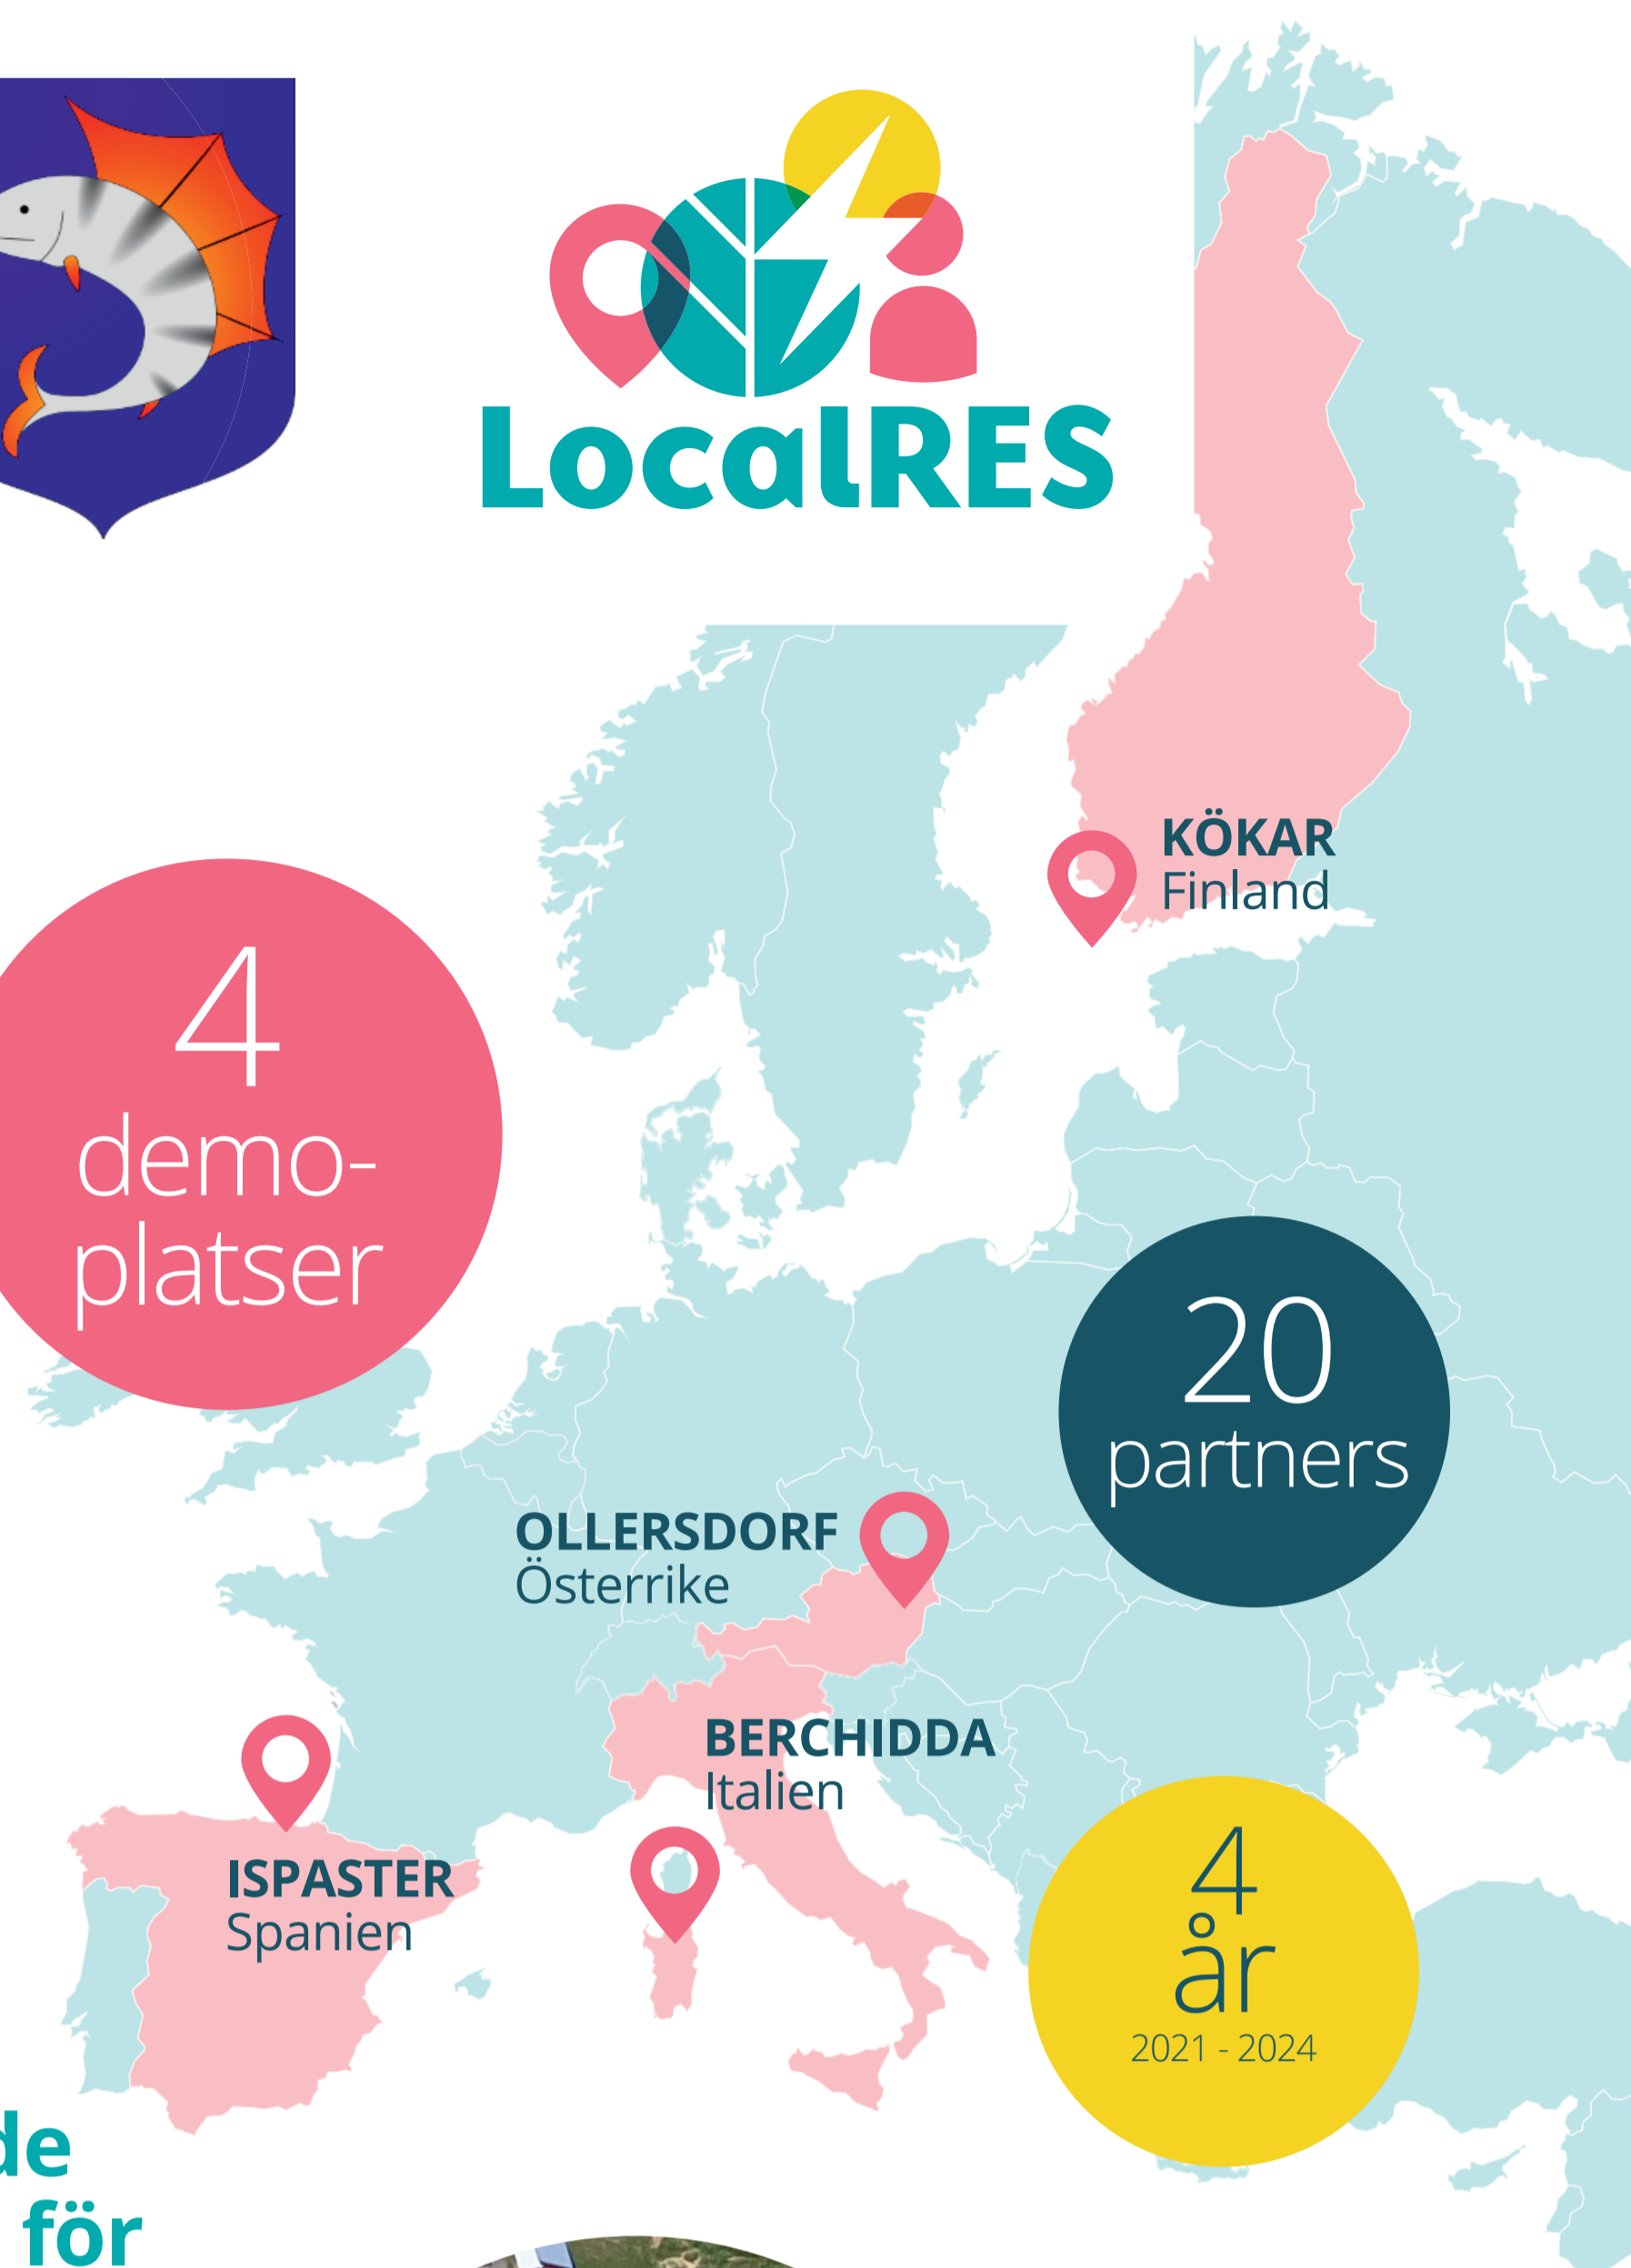 LocalRES
KÖKAR
Finland
4
demo-
platser
20
partners
OLLERSDORF
Österrike
BERCHIDDA
Italien
ISPASTER
Spanien
4
år
2021 - 2024
de
för